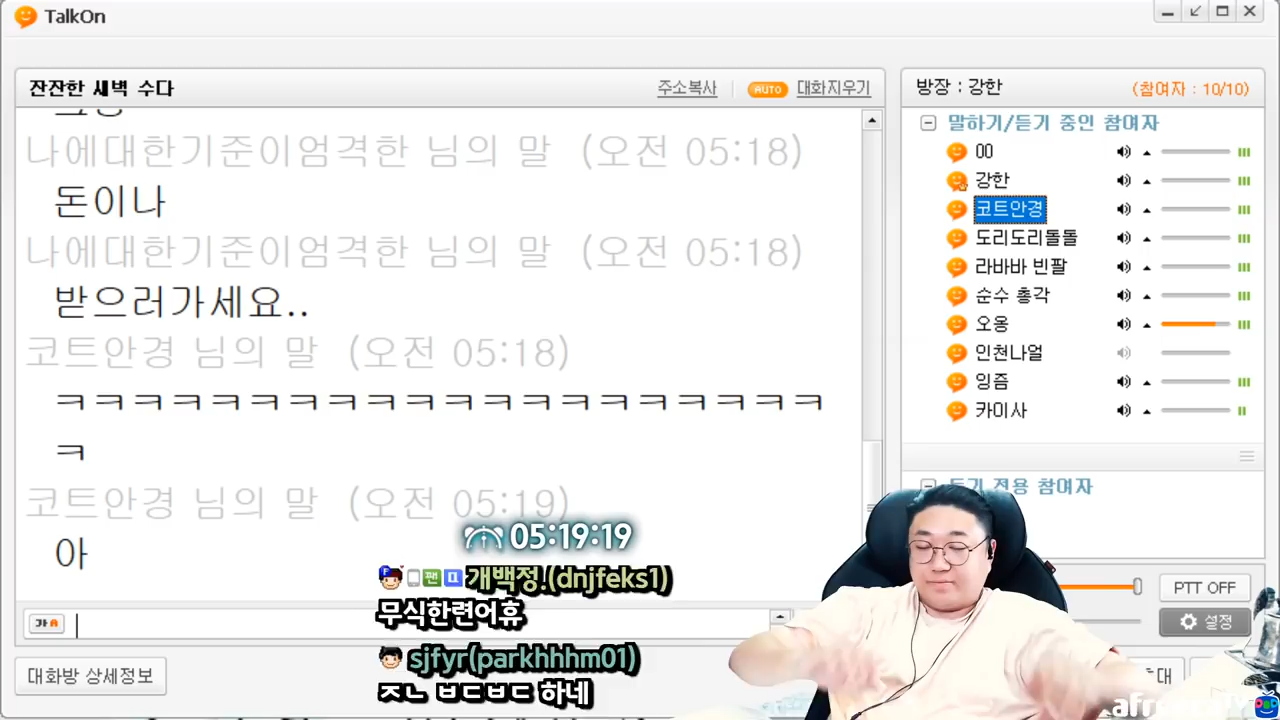 TalkOn
잔잔한 새벽 수다
주소복사
AUTO 대화지우기
나에대한기준이엄격한 님의 말 (오전 05:18)
돈이나
나에대한기준이엄격한 님의 말 (오전 05:18)
받으러가세요..
코트안경 님의 말 (오전 05:18)
ㅋㅋㅋㅋㅋㅋㅋㅋㅋㅋㅋㅋㅋㅋㅋㅋㅋㅋㅋㅋ
ㅋ
코트안경 님의 말 (오전 05:19)
아
가A
대화방 상세정보
방장 : 강한
(참여자 : 10/10)
말하기/듣기 중인 참여자
00
강한
코트안경
도리도리돌돌
라바바 빈팔
순수 총각
오옹
인천나얼
잉즘
카이사
듣기 전용 참여자
PTT OFF
설정
05:19:19
F 팬 띠 개백정.(dnjfeks1)
무식한련어휴
sjfyr(parkhhhm01)
ㅈㄴ ㅂㄷㅂㄷ 하네